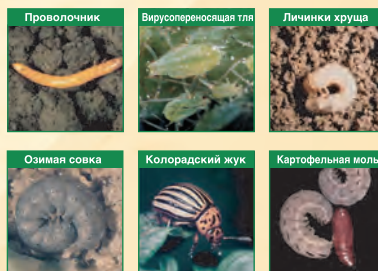 Проволочник
Вирусопереносящая тля
Личинки хруща
Озимая совка
Колорадский жук
Картофельная моль